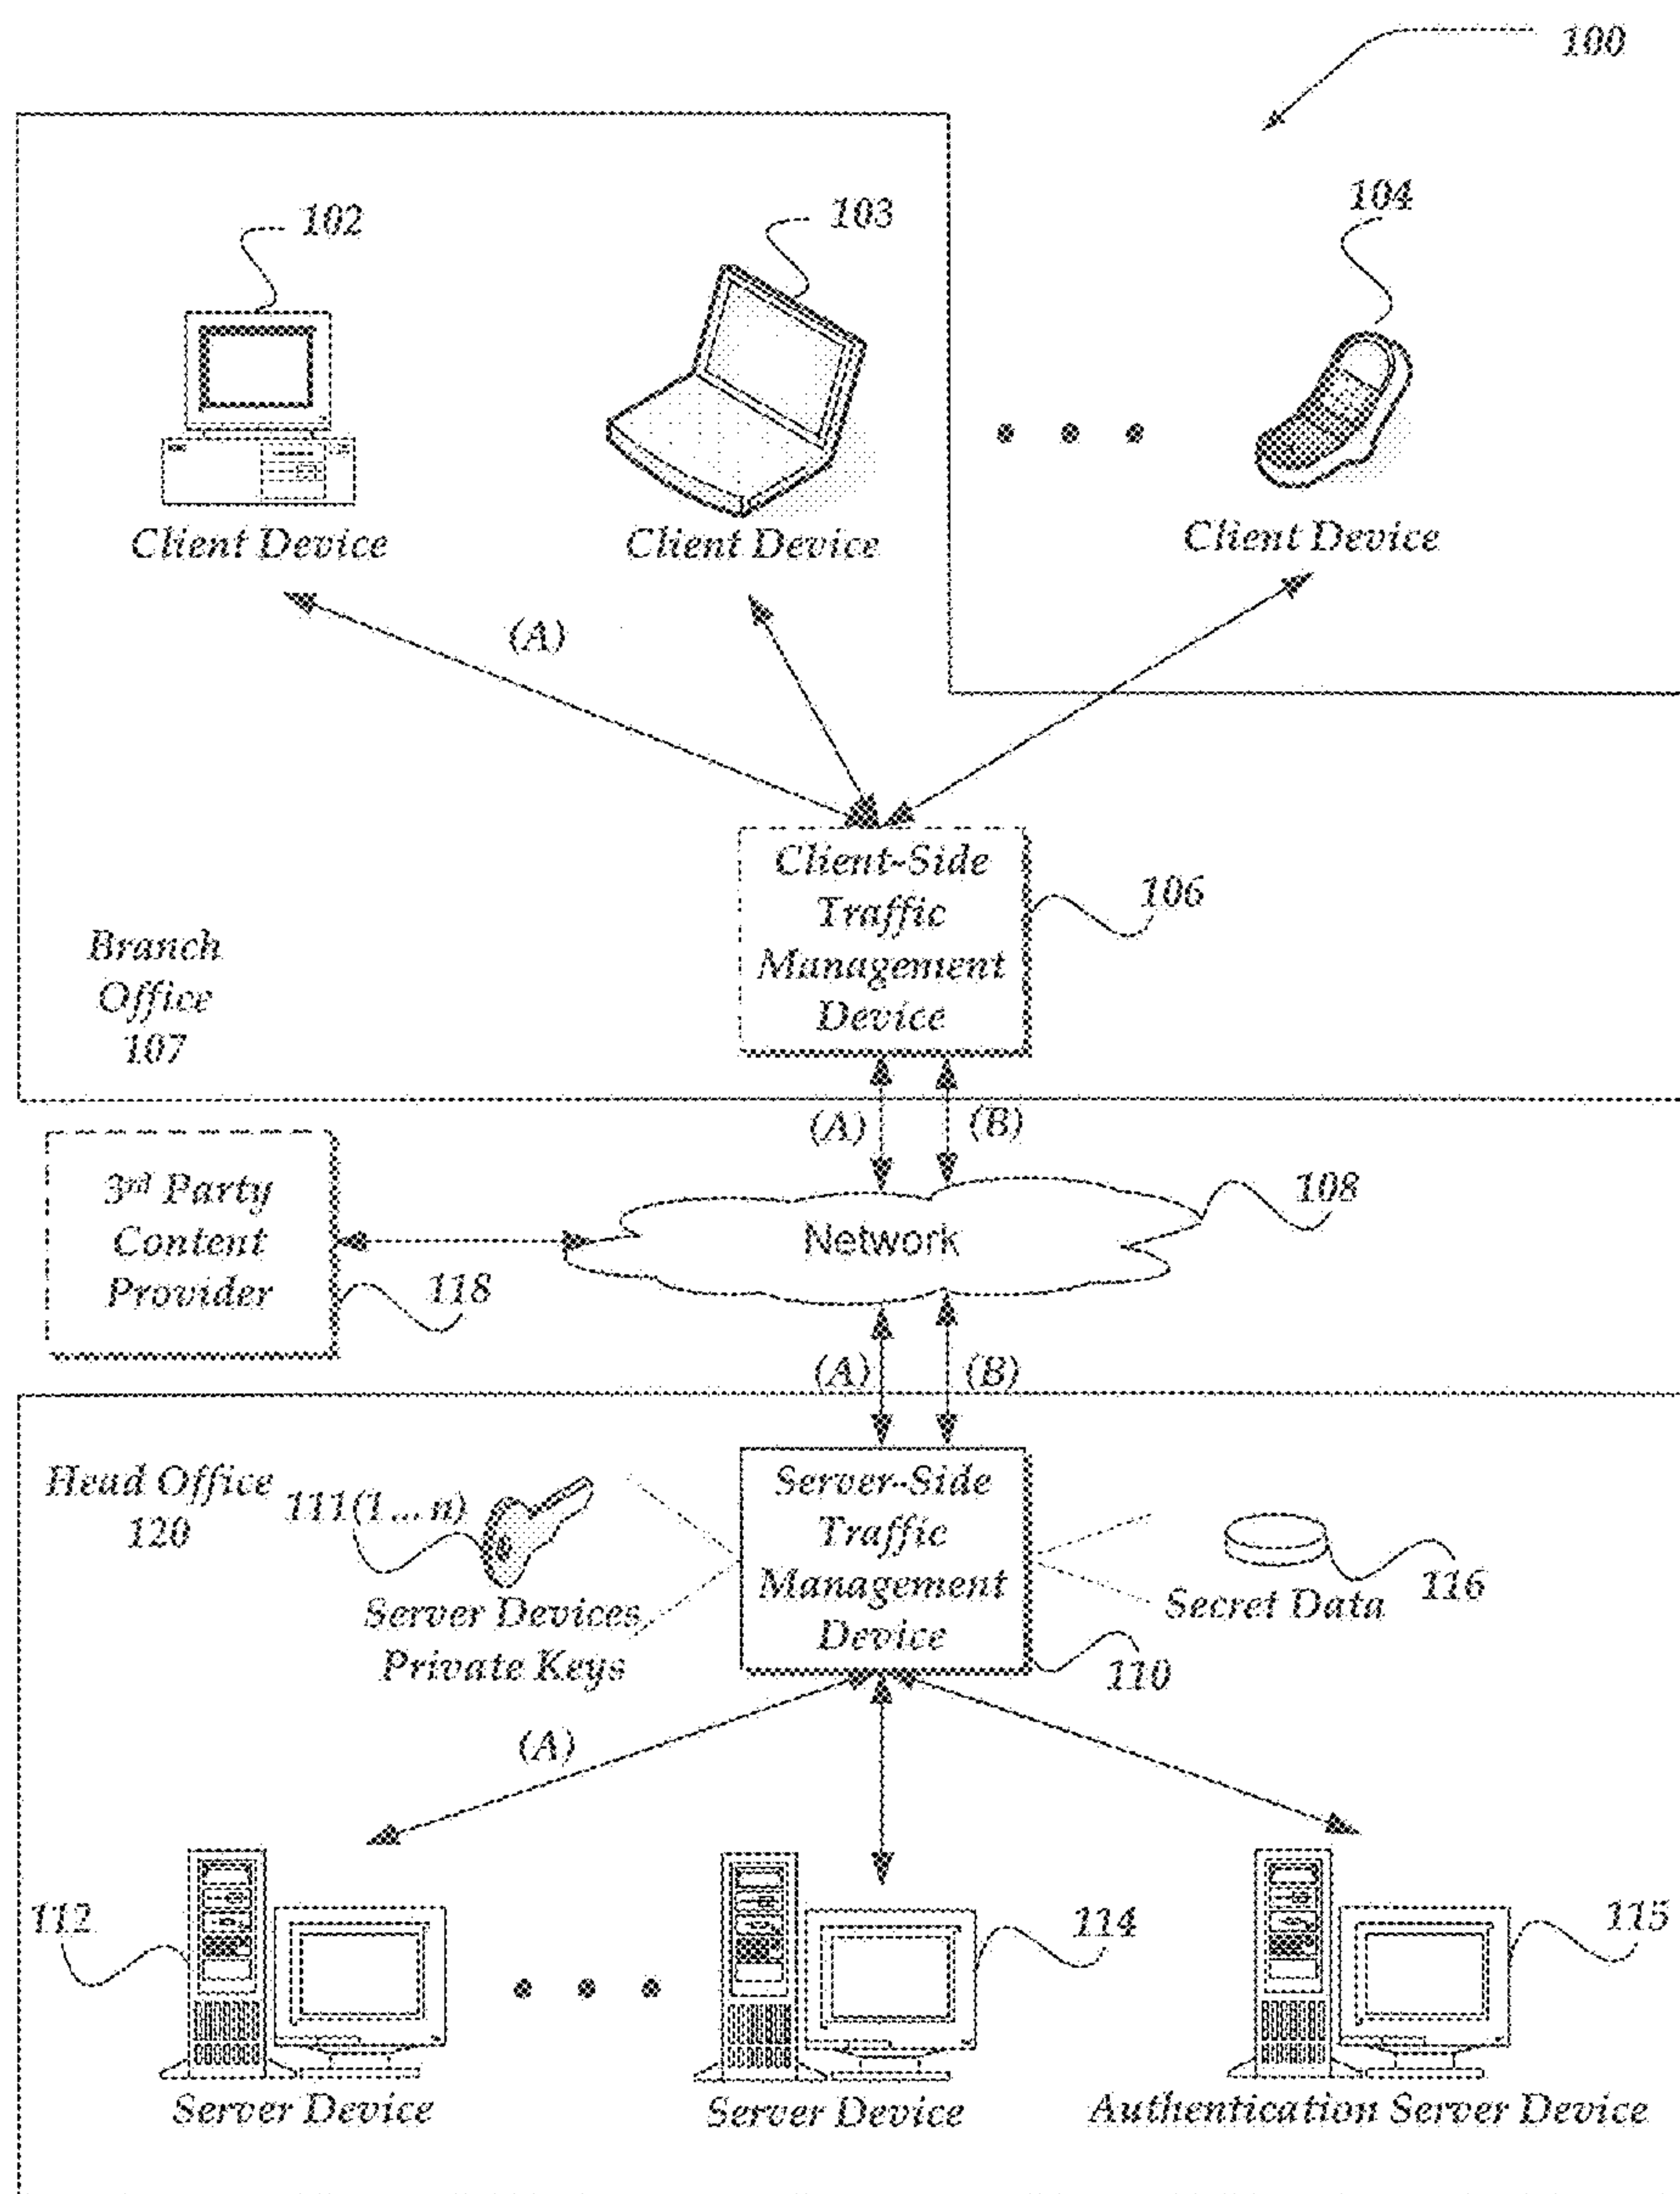 100
102
103
104
Client Device
Client Device
Client Device
(A)
Client-Side
Traffic
Management
Device
106
Branch
Office
107
(A)
(B)
3rd Party
Content
Provider
118
Network
108
(A)
(B)
Head Office
120
111(1...n)
Server Devices
Private Keys
Server-Side
Traffic
Management
Device
110
Secret Data
116
(A)
112
114
115
Server Device
Server Device
Authentication Server Device